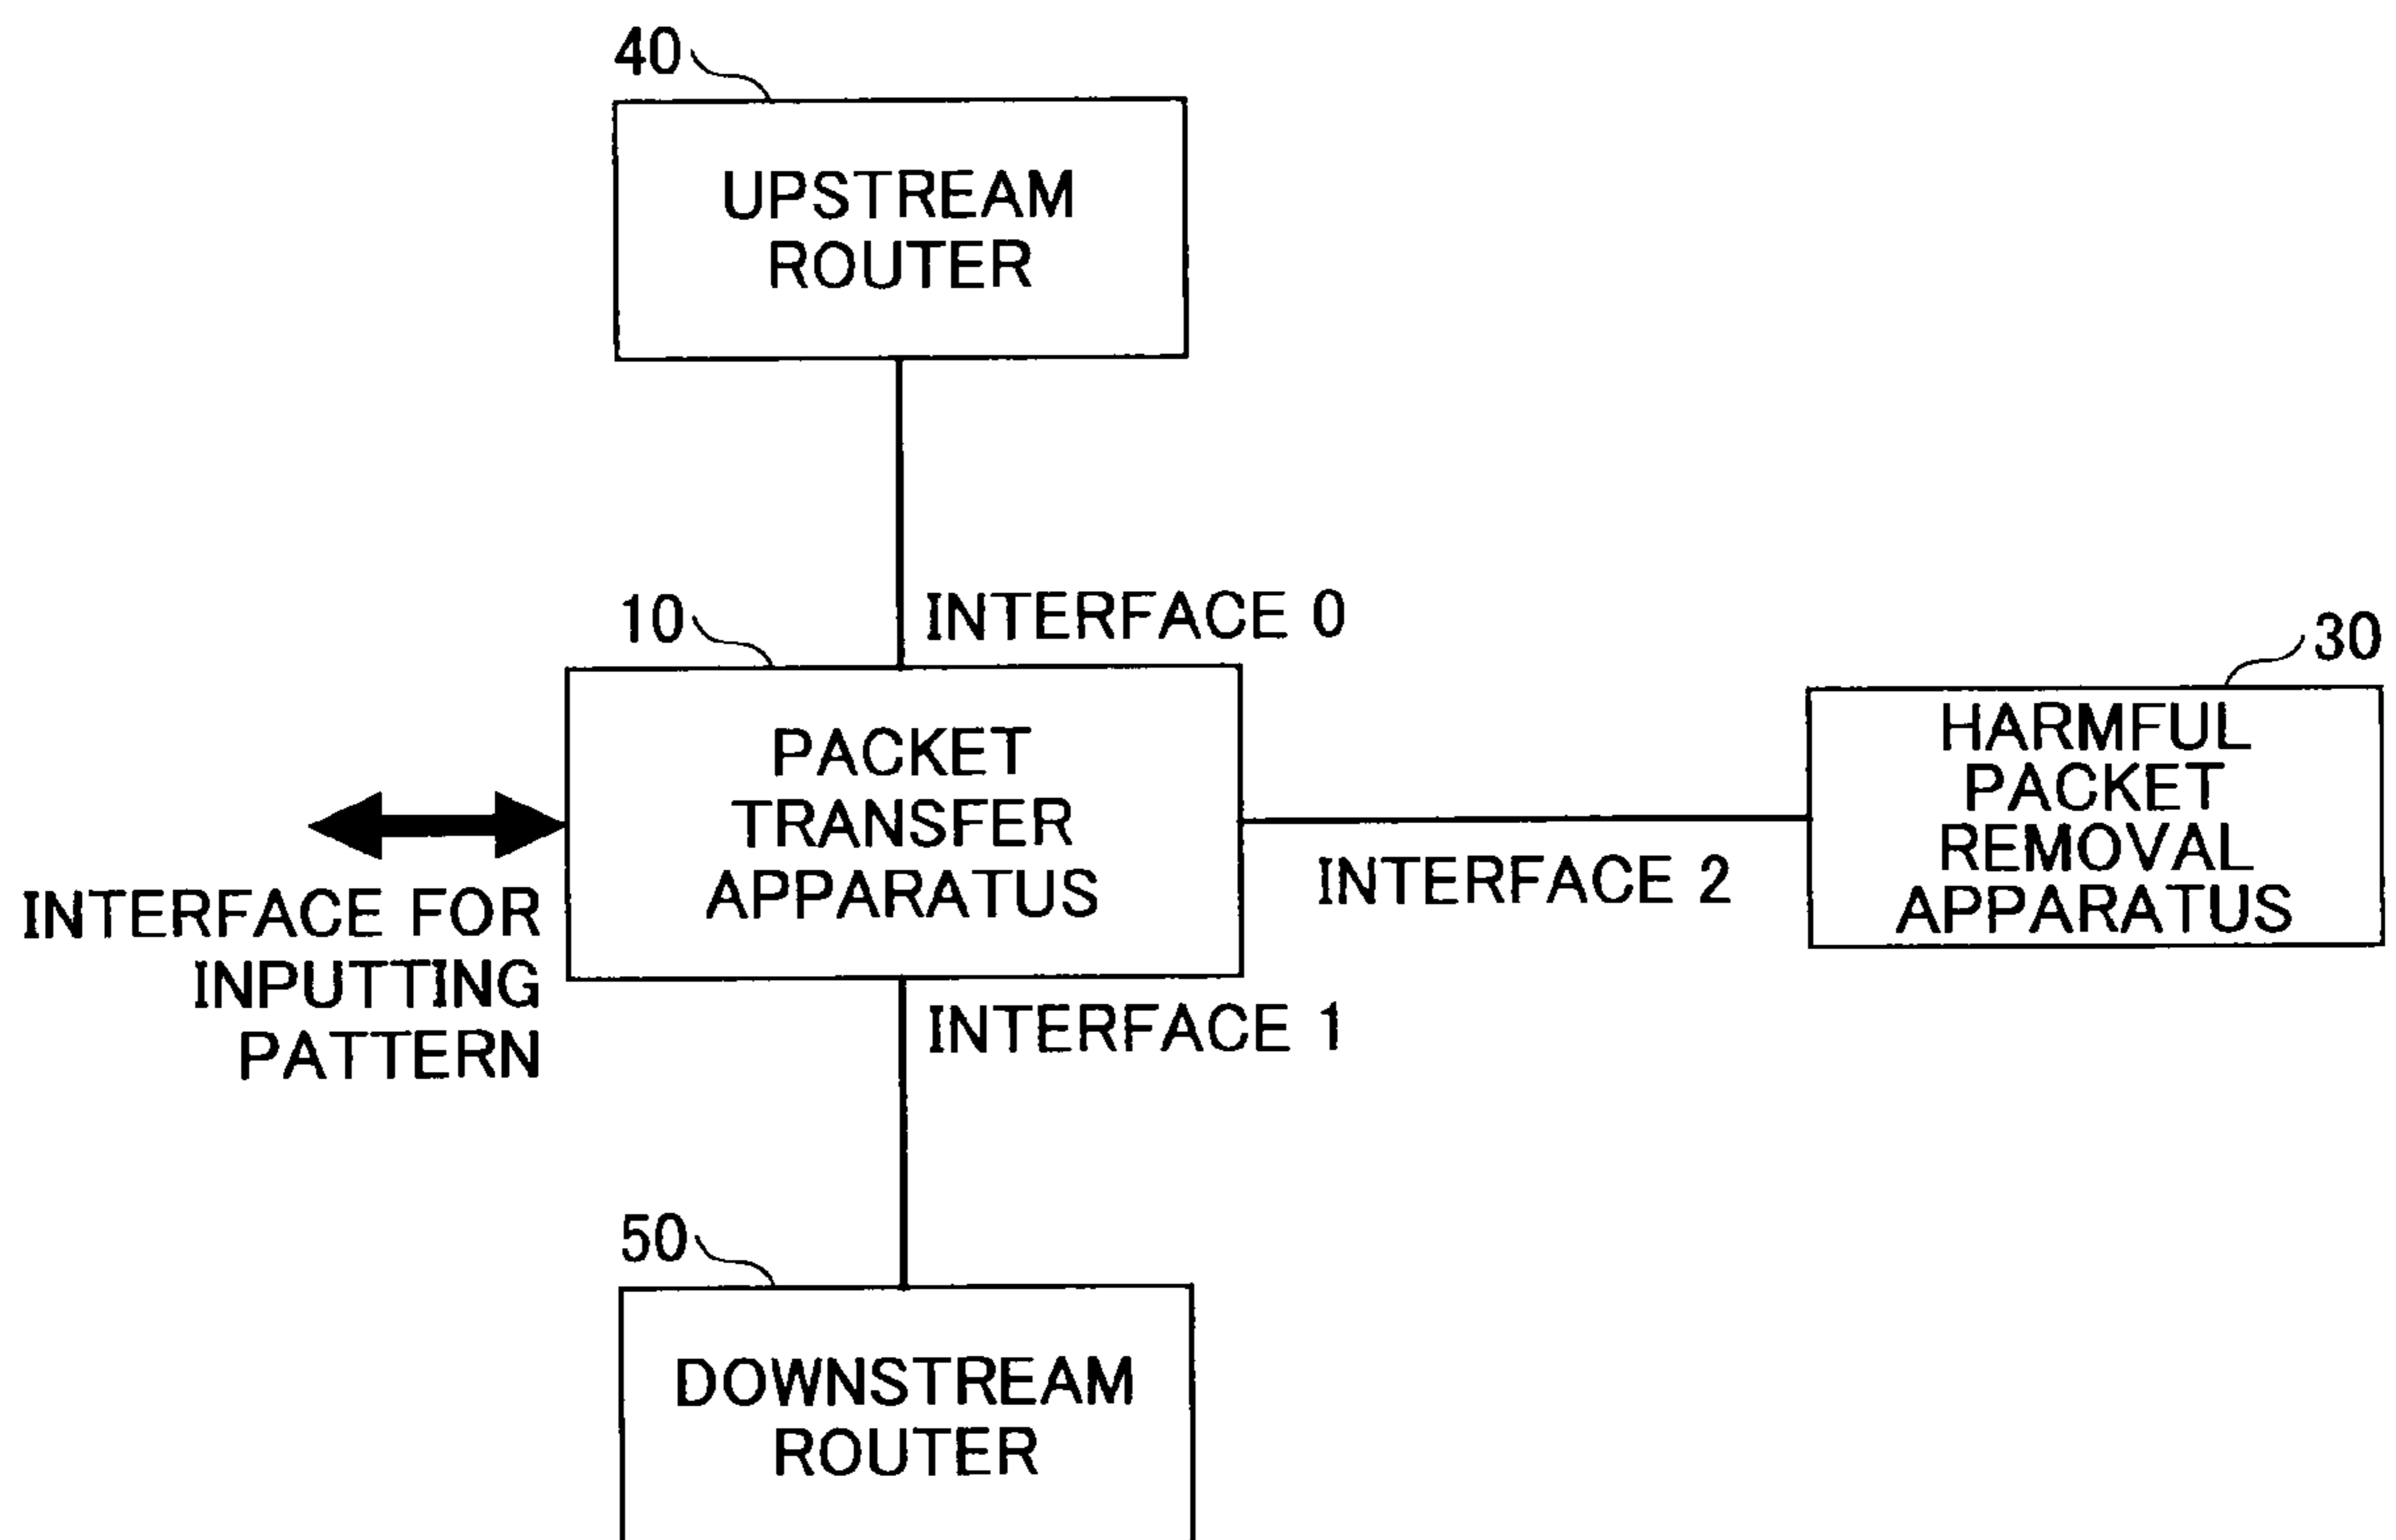 40
UPSTREAM
ROUTER
10
INTERFACE 0
30
PACKET
TRANSFER
APPARATUS
HARMFUL
PACKET
REMOVAL
APPARATUS
INTERFACE 2
INTERFACE FOR
INPUTTING
PATTERN
INTERFACE 1
50
DOWNSTREAM
ROUTER